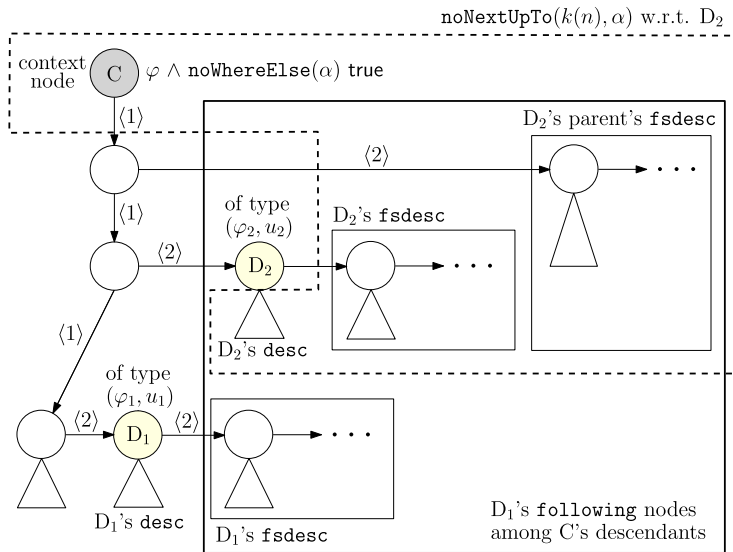 noNextUpTo(k(n), α) w.r.t. D₂
context
node
C
φ ∧ noWhereElse(α) true
⟨1⟩
D₂'s parent's fsdesc
⟨2⟩
. . .
⟨1⟩
of type
(φ₂, u₂)
D₂'s fsdesc
⟨2⟩
D₂
. . .
⟨1⟩
D₂'s desc
of type
(φ₁, u₁)
⟨2⟩
D₁
⟨2⟩
. . .
D₁'s desc
D₁'s fsdesc
D₁'s following nodes
among C's descendants